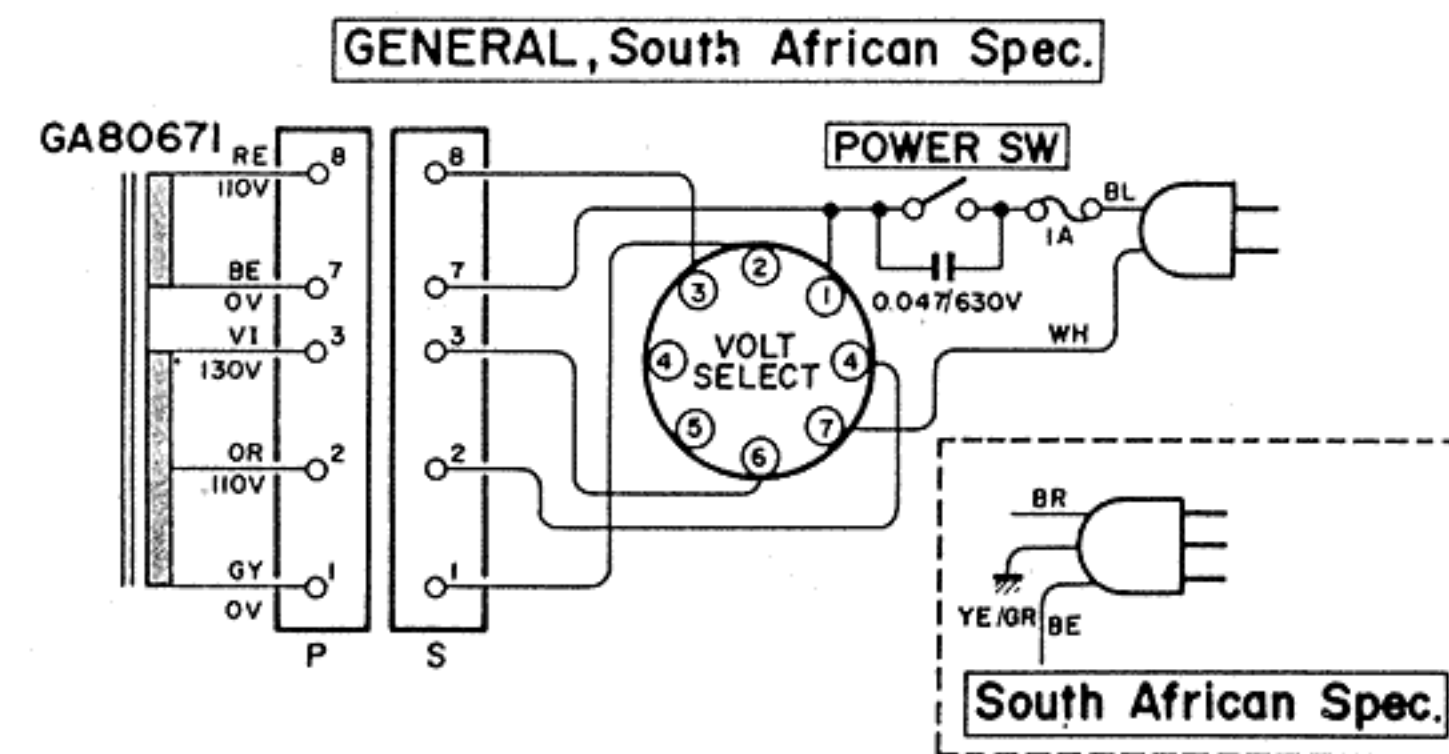 GENERAL, South African Spec.
GA80671
POWER SW
RE
8
8
110V
BL
1A
2
BE
7
7
3
1
0.047/630V
0V
VI
3
3
WH
130V
4
VOLT
SELECT
4
5
7
OR
2
2
6
110V
BR
GY
1
1
0V
YE/GR
BE
P
S
South African Spec.